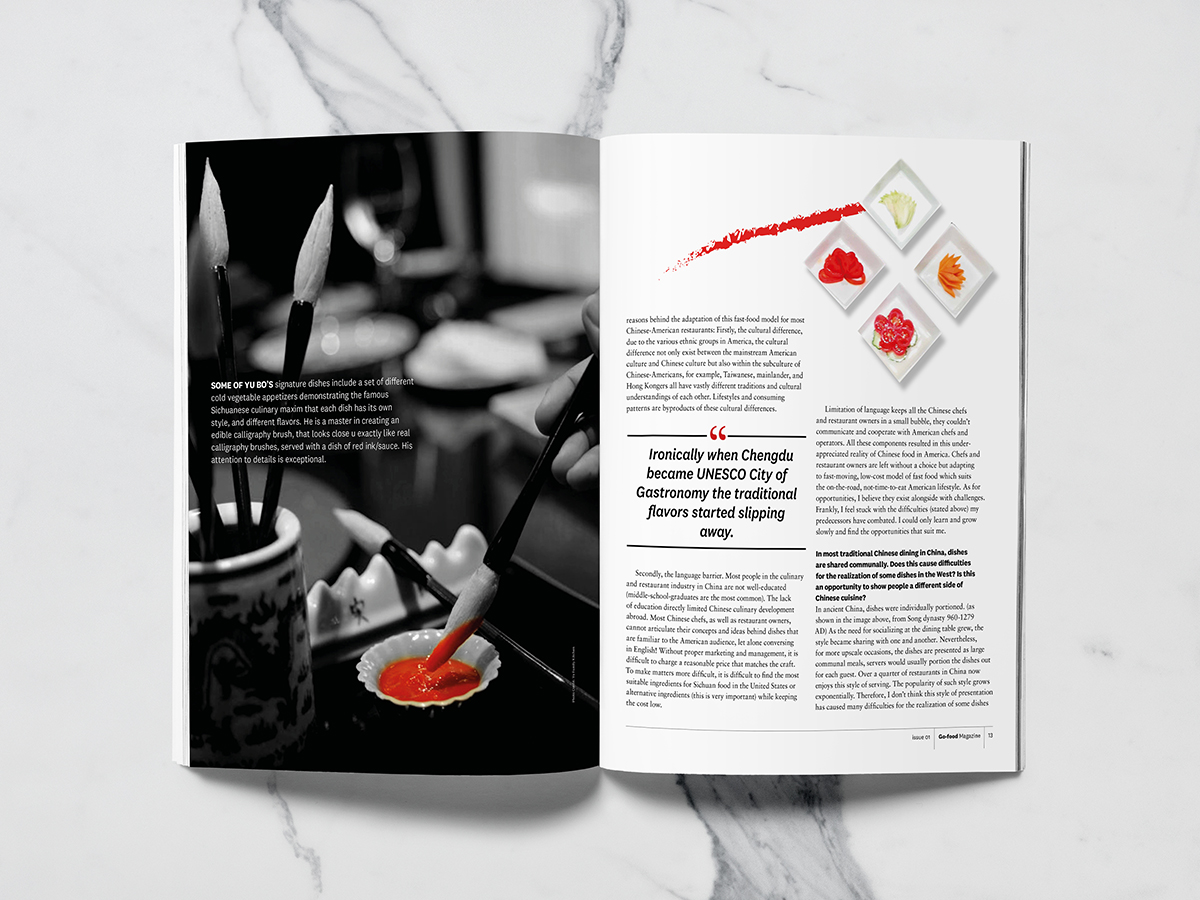 SOME OF YU BO'S signature dishes include a set of different
cold vegetable appetizers demonstrating the famous
Sichuanese culinary maxim that each dish has its own
style, and different flavors. He is a master in creating an
edible calligraphy brush, that looks close u exactly like real
calligraphy brushes, served with a dish of red ink/sauce. His
attention to details is exceptional.
reasons behind the adaptation of this fast-food model for most
Chinese-American restaurants: Firstly, the cultural difference,
due to the various ethnic groups in America, the cultural
difference not only exist between the mainstream American
culture and Chinese culture but also within the subculture of
Chinese-Americans, for example, Taiwanese, mainlander, and
Hong Kongers all have vastly different traditions and cultural
understandings of each other. Lifestyles and consuming
patterns are byproducts of these cultural differences.
“
Ironically when Chengdu
became UNESCO City of
Gastronomy the traditional
flavors started slipping
away.
Secondly, the language barrier. Most people in the culinary
and restaurant industry in China are not well-educated
(middle-school-graduates are the most common). The lack
of education directly limited Chinese culinary development
abroad. Most Chinese chefs, as well as restaurant owners,
cannot articulate their concepts and ideas behind dishes that
are familiar to the American audience, let alone conversing
in English! Without proper marketing and management, it is
difficult to charge a reasonable price that matches the craft.
To make matters more difficult, it is difficult to find the most
suitable ingredients for Sichuan food in the United States or
alternative ingredients (this is very important) while keeping
the cost low.
Limitation of language keeps all the Chinese chefs
and restaurant owners in a small bubble, they couldn't
communicate and cooperate with American chefs and
operators. All these components resulted in this under-
appreciated reality of Chinese food in America. Chefs and
restaurant owners are left without a choice but adapting
to fast-moving, low-cost model of fast food which suits
the on-the-road, not-time-to-eat American lifestyle. As for
opportunities, I believe they exist alongside with challenges.
Frankly, I feel stuck with the difficulties (stated above) my
predecessors have combated. I could only learn and grow
slowly and find the opportunities that suit me.
In most traditional Chinese dining in China, dishes
are shared communally. Does this cause difficulties
for the realization of some dishes in the West? Is this
an opportunity to show people a different side of
Chinese cuisine?
In ancient China, dishes were individually portioned. (as
shown in the image above, from Song dynasty 960-1279
AD) As the need for socializing at the dining table grew, the
style became sharing with one and another. Nevertheless,
for more upscale occasions, the dishes are presented as large
communal meals, servers would usually portion the dishes out
for each guest. Over a quarter of restaurants in China now
enjoys this style of serving. The popularity of such style grows
exponentially. Therefore, I don't think this style of presentation
has caused many difficulties for the realization of some dishes
issue 01 Go-food Magazine 13